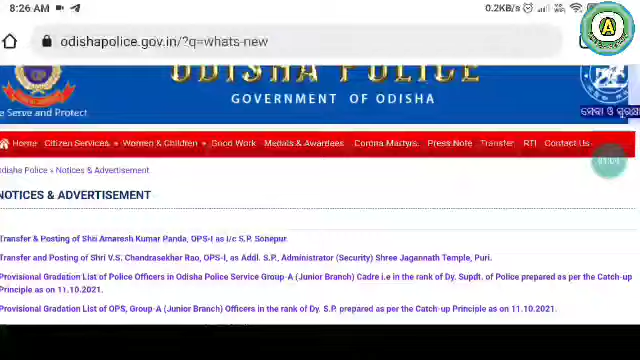 8:26 AM
0.2KB/s
odishapolice.gov.in/?q=whats-new
ODISHA POLICE
GOVERNMENT OF ODISHA
e Serve and Protect
ସେବା ଓ ସୁରକ୍ଷା
Home Citizen Services Women & Children Good Work Medals & Awardees Corona Martyrs Press Note Transfer RTI Contact Us
disha Police » Notices & Advertisement
NOTICES & ADVERTISEMENT
Transfer & Posting of Shri Amaresh Kumar Panda, OPS-I as I/c S.P. Sonepur.
Transfer and Posting of Shri V.S. Chandrasekhar Rao, OPS-I, as Addl. S.P., Administrator (Security) Shree Jagannath Temple, Puri.
Provisional Gradation List of Police Officers in Odisha Police Service Group-A (Junior Branch) Cadre i.e in the rank of Dy. Supdt. of Police prepared as per the Catch-up
Principle as on 11.10.2021.
Provisional Gradation List of OPS, Group-A (Junior Branch) Officers in the rank of Dy. S.P. prepared as per the Catch-up Principle as on 11.10.2021.